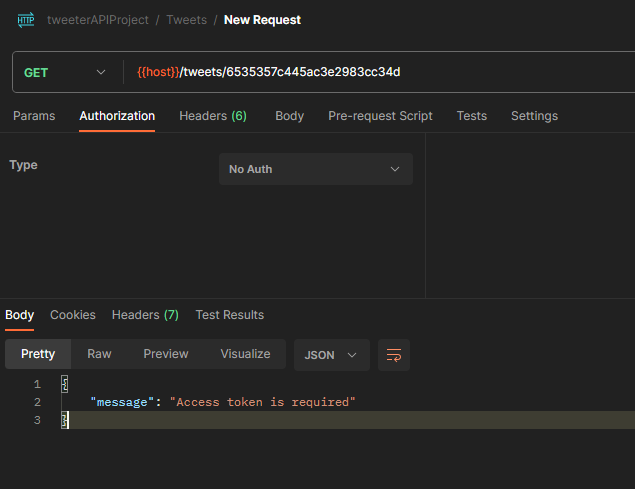 HTTP tweeterAPIProject / Tweets / New Request
GET {{host}}/tweets/6535357c445ac3e2983cc34d
Params Authorization Headers (6) Body Pre-request Script Tests Settings
Type No Auth
Body Cookies Headers (7) Test Results
Pretty Raw Preview Visualize JSON
1 {
2 "message": "Access token is required"
3 }